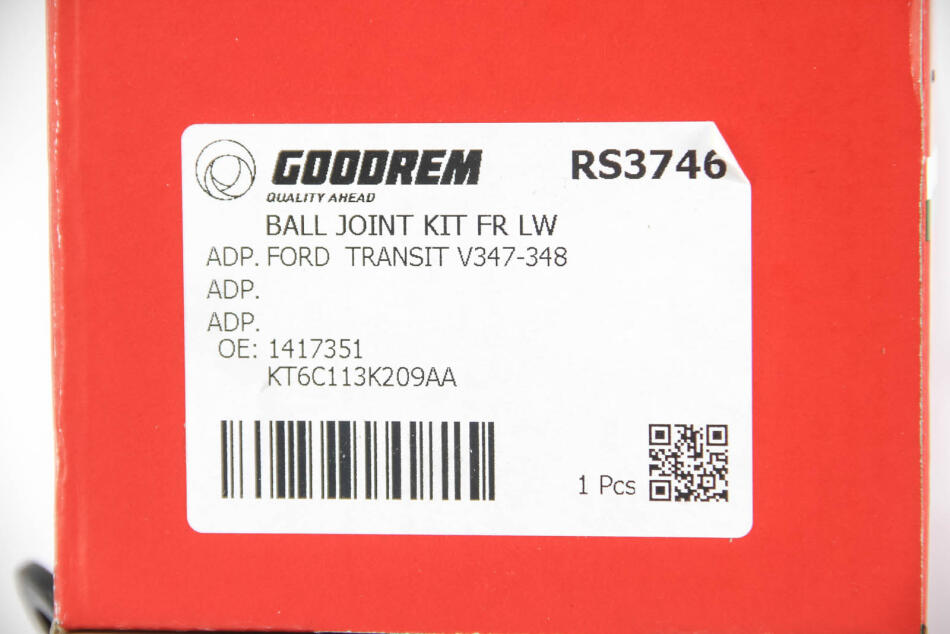 GOODREM
RS3746
QUALITY AHEAD
BALL JOINT KIT FR LW
ADP. FORD TRANSIT V347-348
ADP.
ADP.
OE: 1417351
KT6C113K209AA
1 Pcs